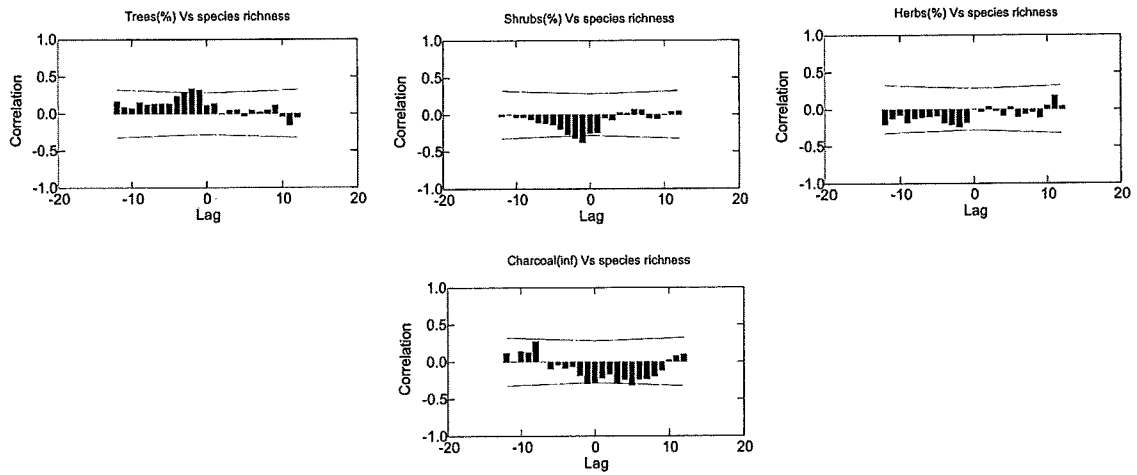 Trees(%) Vs species richness
1.0
0.5
0.0
-0.5
-1.0
Correlation
-20 -10 0 10 20
Lag
Shrubs(%) Vs species richness
1.0
0.5
0.0
-0.5
-1.0
Correlation
-20 -10 0 10 20
Lag
Herbs(%) Vs species richness
1.0
0.5
0.0
-0.5
-1.0
Correlation
-20 -10 0 10 20
Lag
Charcoal(inf) Vs species richness
1.0
0.5
0.0
-0.5
-1.0
Correlation
-20 -10 0 10 20
Lag